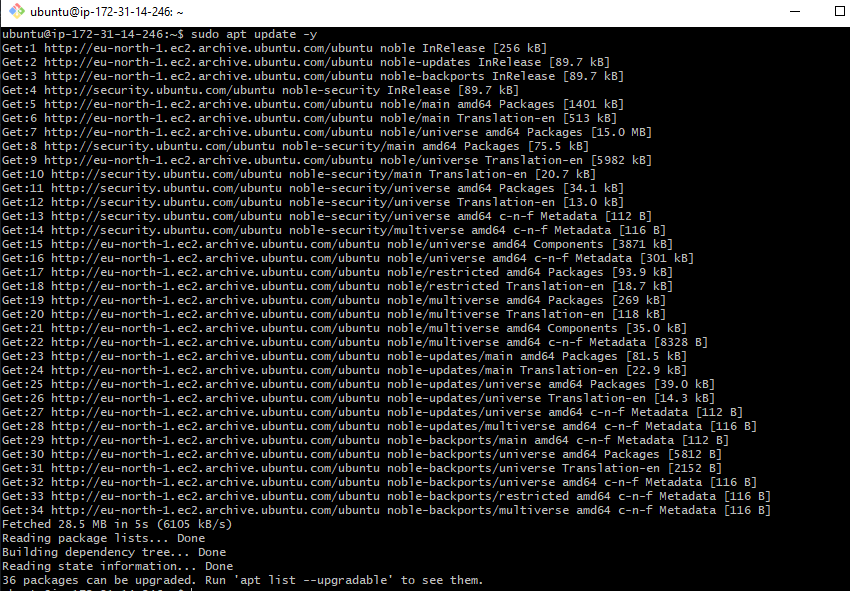 ubuntu@ip-172-31-14-246: ~
ubuntu@ip-172-31-14-246:~$ sudo apt update -y
Get:1 http://eu-north-1.ec2.archive.ubuntu.com/ubuntu noble InRelease [256 kB]
Get:2 http://eu-north-1.ec2.archive.ubuntu.com/ubuntu noble-updates InRelease [89.7 kB]
Get:3 http://eu-north-1.ec2.archive.ubuntu.com/ubuntu noble-backports InRelease [89.7 kB]
Get:4 http://security.ubuntu.com/ubuntu noble-security InRelease [89.7 kB]
Get:5 http://eu-north-1.ec2.archive.ubuntu.com/ubuntu noble/main amd64 Packages [1401 kB]
Get:6 http://eu-north-1.ec2.archive.ubuntu.com/ubuntu noble/main Translation-en [513 kB]
Get:7 http://eu-north-1.ec2.archive.ubuntu.com/ubuntu noble/universe amd64 Packages [15.0 MB]
Get:8 http://security.ubuntu.com/ubuntu noble-security/main amd64 Packages [75.5 kB]
Get:9 http://eu-north-1.ec2.archive.ubuntu.com/ubuntu noble/universe Translation-en [5982 kB]
Get:10 http://security.ubuntu.com/ubuntu noble-security/main Translation-en [20.7 kB]
Get:11 http://security.ubuntu.com/ubuntu noble-security/universe amd64 Packages [34.1 kB]
Get:12 http://security.ubuntu.com/ubuntu noble-security/universe Translation-en [13.0 kB]
Get:13 http://security.ubuntu.com/ubuntu noble-security/universe amd64 c-n-f Metadata [112 B]
Get:14 http://security.ubuntu.com/ubuntu noble-security/multiverse amd64 c-n-f Metadata [116 B]
Get:15 http://eu-north-1.ec2.archive.ubuntu.com/ubuntu noble/universe amd64 Components [3871 kB]
Get:16 http://eu-north-1.ec2.archive.ubuntu.com/ubuntu noble/universe amd64 c-n-f Metadata [301 kB]
Get:17 http://eu-north-1.ec2.archive.ubuntu.com/ubuntu noble/restricted amd64 Packages [93.9 kB]
Get:18 http://eu-north-1.ec2.archive.ubuntu.com/ubuntu noble/restricted Translation-en [18.7 kB]
Get:19 http://eu-north-1.ec2.archive.ubuntu.com/ubuntu noble/multiverse amd64 Packages [269 kB]
Get:20 http://eu-north-1.ec2.archive.ubuntu.com/ubuntu noble/multiverse Translation-en [118 kB]
Get:21 http://eu-north-1.ec2.archive.ubuntu.com/ubuntu noble/multiverse amd64 Components [35.0 kB]
Get:22 http://eu-north-1.ec2.archive.ubuntu.com/ubuntu noble/multiverse amd64 c-n-f Metadata [8328 B]
Get:23 http://eu-north-1.ec2.archive.ubuntu.com/ubuntu noble-updates/main amd64 Packages [81.5 kB]
Get:24 http://eu-north-1.ec2.archive.ubuntu.com/ubuntu noble-updates/main Translation-en [22.9 kB]
Get:25 http://eu-north-1.ec2.archive.ubuntu.com/ubuntu noble-updates/universe amd64 Packages [39.0 kB]
Get:26 http://eu-north-1.ec2.archive.ubuntu.com/ubuntu noble-updates/universe Translation-en [14.3 kB]
Get:27 http://eu-north-1.ec2.archive.ubuntu.com/ubuntu noble-updates/universe amd64 c-n-f Metadata [112 B]
Get:28 http://eu-north-1.ec2.archive.ubuntu.com/ubuntu noble-updates/multiverse amd64 c-n-f Metadata [116 B]
Get:29 http://eu-north-1.ec2.archive.ubuntu.com/ubuntu noble-backports/main amd64 c-n-f Metadata [112 B]
Get:30 http://eu-north-1.ec2.archive.ubuntu.com/ubuntu noble-backports/universe amd64 Packages [5812 B]
Get:31 http://eu-north-1.ec2.archive.ubuntu.com/ubuntu noble-backports/universe Translation-en [2152 B]
Get:32 http://eu-north-1.ec2.archive.ubuntu.com/ubuntu noble-backports/universe amd64 c-n-f Metadata [116 B]
Get:33 http://eu-north-1.ec2.archive.ubuntu.com/ubuntu noble-backports/restricted amd64 c-n-f Metadata [116 B]
Get:34 http://eu-north-1.ec2.archive.ubuntu.com/ubuntu noble-backports/multiverse amd64 c-n-f Metadata [116 B]
Fetched 28.5 MB in 5s (6105 kB/s)
Reading package lists... Done
Building dependency tree... Done
Reading state information... Done
36 packages can be upgraded. Run 'apt list --upgradable' to see them.